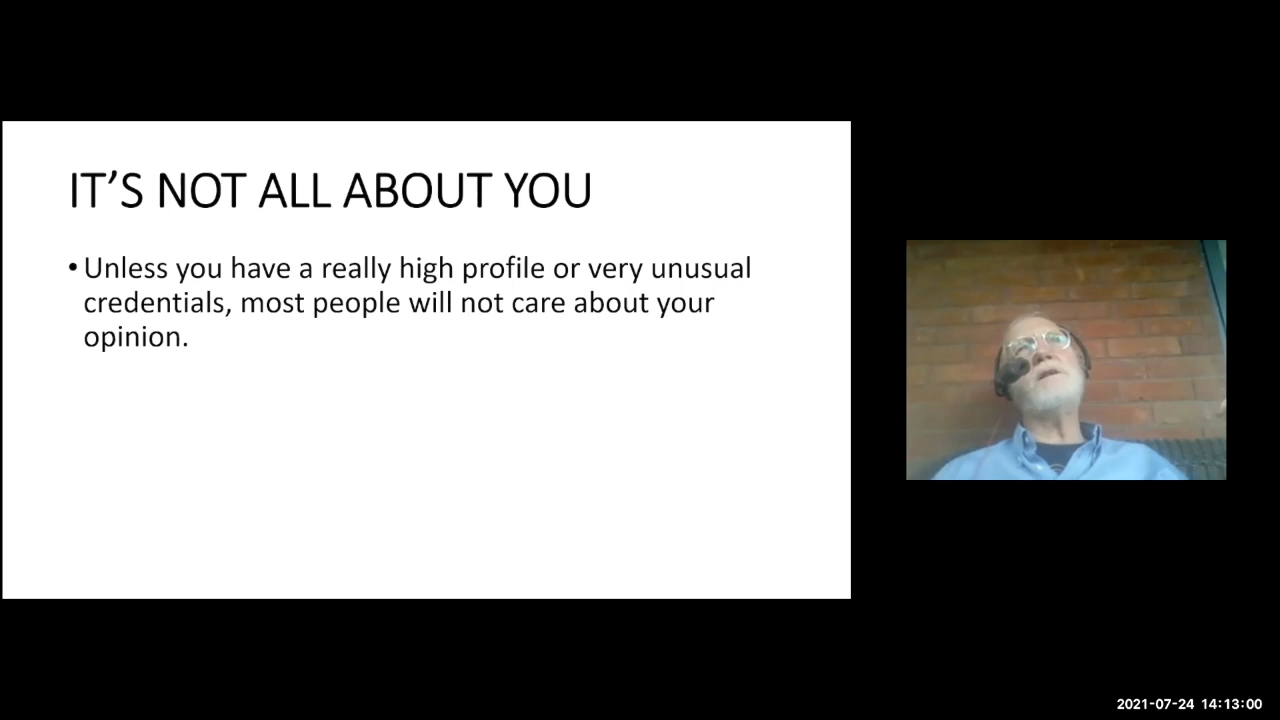 IT’S NOT ALL ABOUT YOU
• Unless you have a really high profile or very unusual
credentials, most people will not care about your
opinion.
2021-07-24 14:13:00